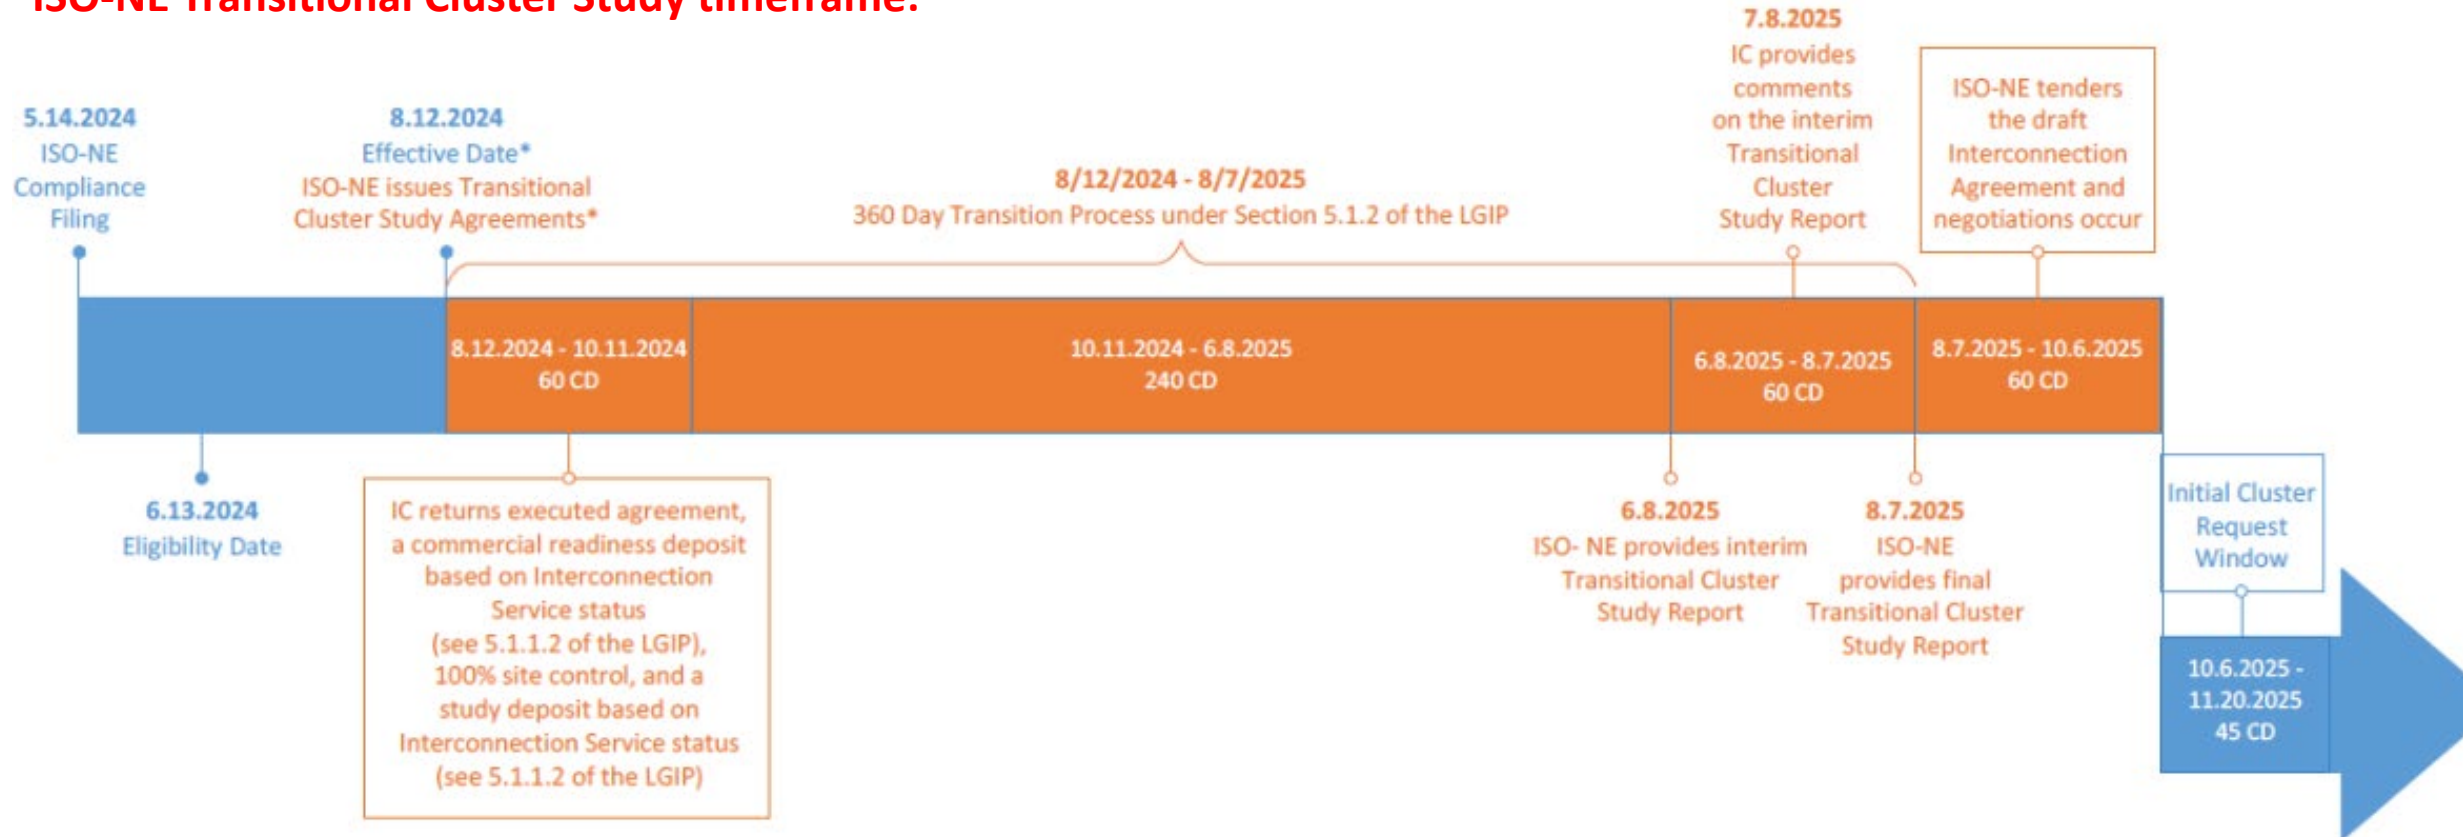 ISO-NE Transitional Cluster Study timeframe:
7.8.2025
IC provides
comments
on the interim
Transitional
Cluster
Study Report
ISO-NE tenders
the draft
Interconnection
Agreement and
negotiations occur
5.14.2024
ISO-NE
Compliance
Filing
8.12.2024
Effective Date*
ISO-NE issues Transitional
Cluster Study Agreements*
8/12/2024 - 8/7/2025
360 Day Transition Process under Section 5.1.2 of the LGIP
8.12.2024 - 10.11.2024
60 CD
10.11.2024 - 6.8.2025
240 CD
6.8.2025 - 8.7.2025
60 CD
8.7.2025 - 10.6.2025
60 CD
6.13.2024
Eligibility Date
IC returns executed agreement,
a commercial readiness deposit
based on Interconnection
Service status
(see 5.1.1.2 of the LGIP),
100% site control, and a
study deposit based on
Interconnection Service status
(see 5.1.1.2 of the LGIP)
6.8.2025
ISO- NE provides interim
Transitional Cluster
Study Report
8.7.2025
ISO-NE
provides final
Transitional Cluster
Study Report
Initial Cluster
Request
Window
10.6.2025 -
11.20.2025
45 CD